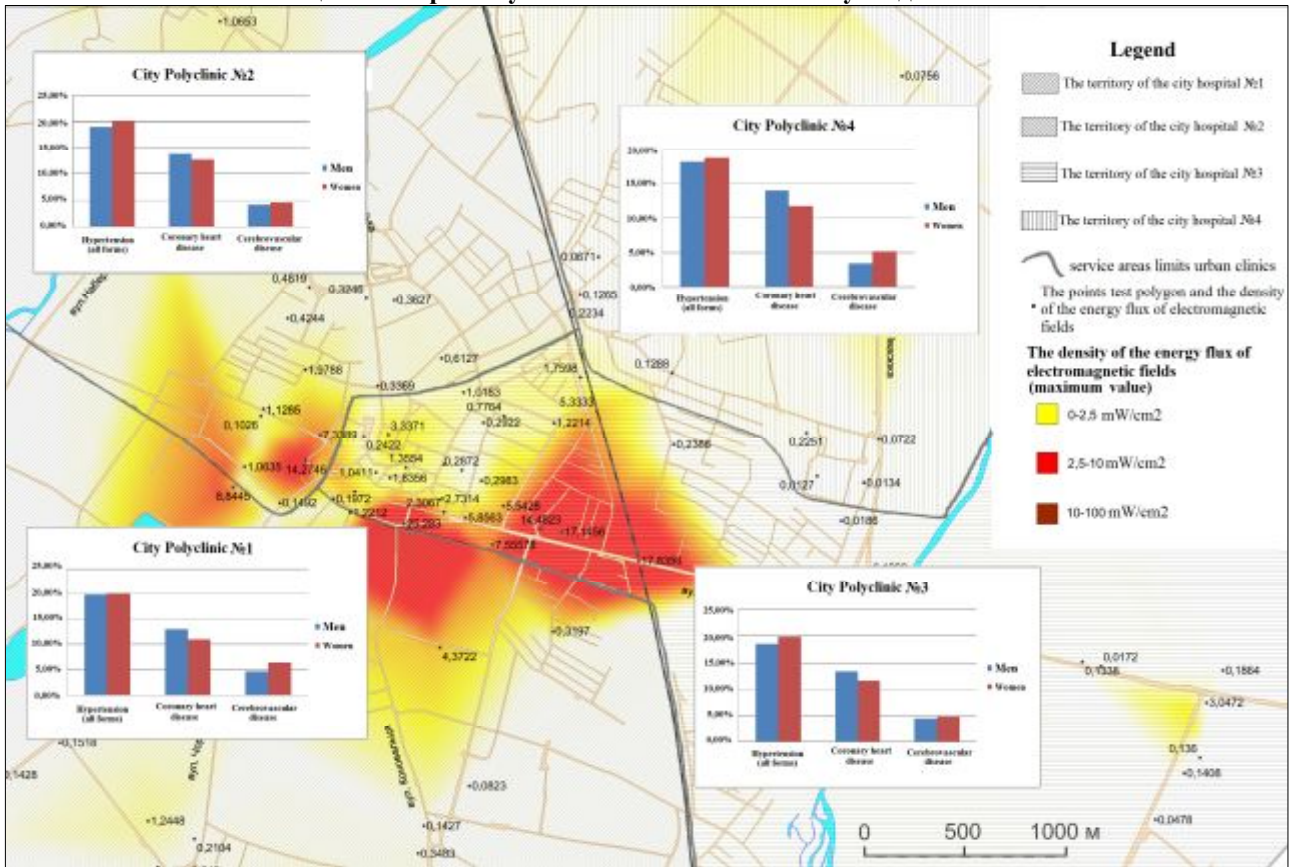 +1,0653
City Polyclinic №2
25,00%
20,00%
15,00%
10,00%
5,00%
0,00%
Men
Women
Hypertension
(all forms)
Coronary heart
disease
Cerebrovascular
disease
City Polyclinic №4
20,00%
15,00%
10,00%
5,00%
0,00%
Men
Women
Hypertension
(all forms)
Coronary heart
disease
Cerebrovascular
disease
0,0756
Legend
The territory of the city hospital №1
The territory of the city hospital №2
The territory of the city hospital №3
The territory of the city hospital №4
service areas limits urban clinics
The points test polygon and the density
of the energy flux of electromagnetic
fields
The density of the energy flux of
electromagnetic fields
(maximum value)
0-2,5 mW/cm2
2,5-10 mW/cm2
10-100 mW/cm2
0,0671
0,4619
0,3246
0,3627
0,1265
0,2234
0,4244
0,6127
0,1288
1,9788
0,3369
1,7598
1,0153
0,7764
5,3333
1,1285
0,1026
7,3389
3,3371
0,2922
1,2214
0,2422
0,2386
0,2251
0,0722
1,0635
14,2746
1,3554
1,0411
1,8356
0,2872
0,2983
0,0127
0,0134
8,8445
0,1492
0,1972
1,2212
7,3067
2,7314
5,5428
0,0186
5,8563
14,4823
17,1456
17,8356
City Polyclinic №1
25,00%
20,00%
15,00%
10,00%
5,00%
0,00%
Men
Women
Hypertension
(all forms)
Coronary heart
disease
Cerebrovascular
disease
City Polyclinic №3
25,00%
20,00%
15,00%
10,00%
5,00%
0,00%
Men
Women
Hypertension
(all forms)
Coronary heart
disease
Cerebrovascular
disease
0,3197
4,3722
0,0172
0,1338
0,1884
3,0472
0,1518
0,136
0,1408
0,1428
0,0823
1,2448
0,1427
0,0478
0,2104
0,3483
0 500 1000 м